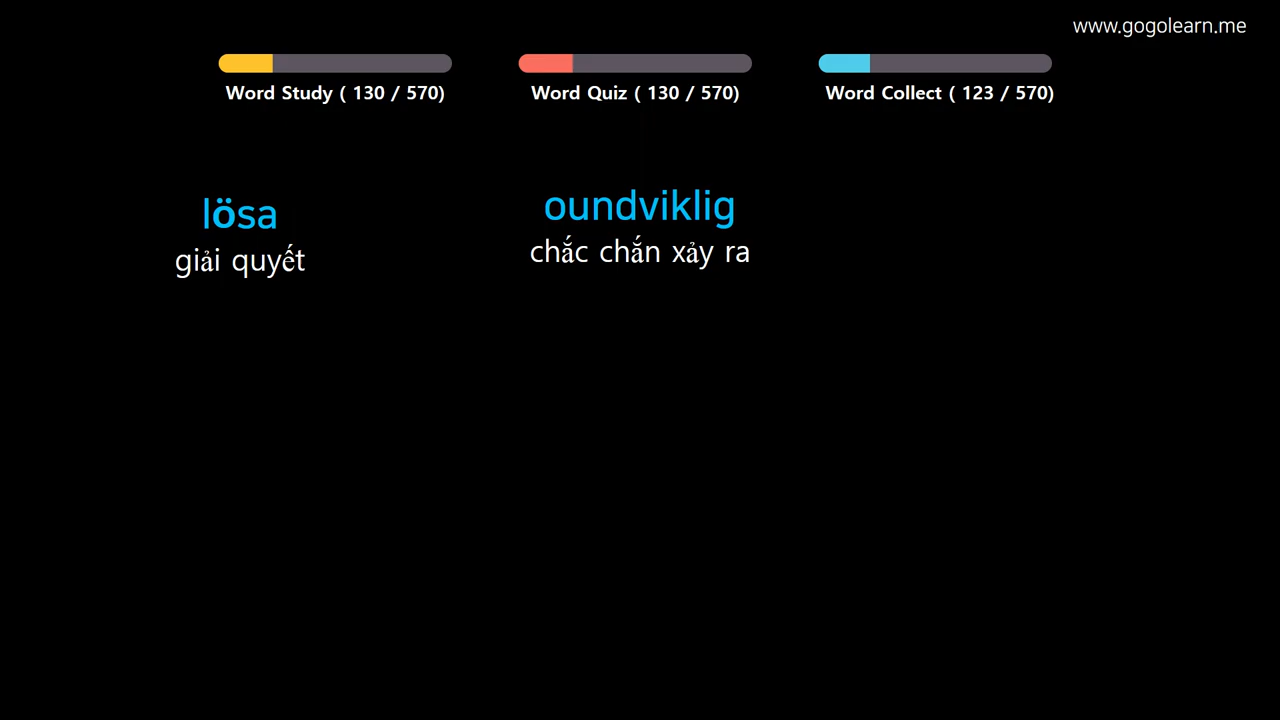 www.gogolearn.me
Word Study ( 130 / 570)
Word Quiz ( 130 / 570)
Word Collect ( 123 / 570)
lösa
giải quyết
oundviklig
chắc chắn xảy ra